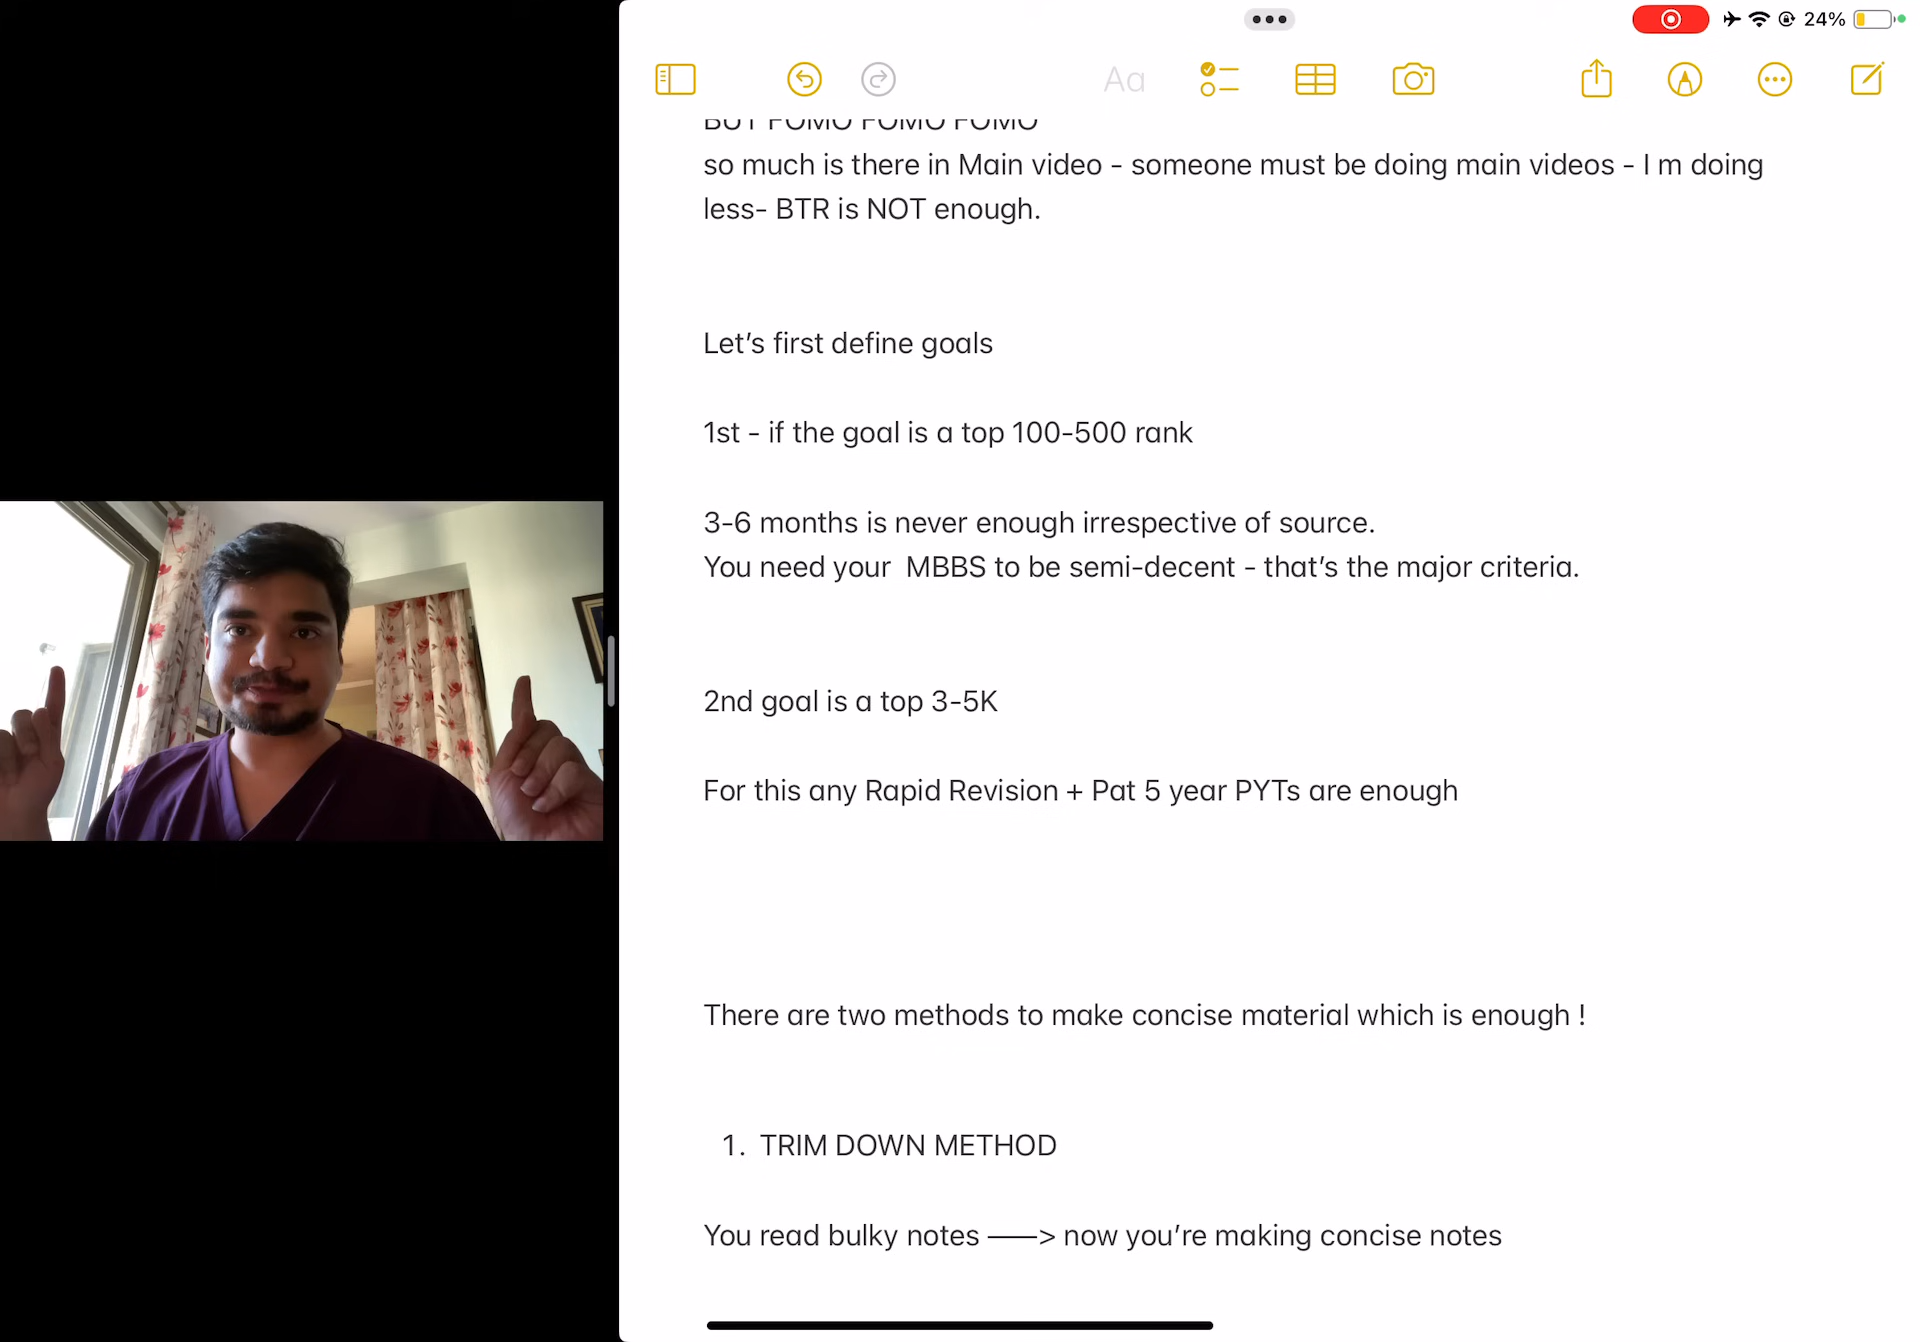 24%
Aa
BUT FOMO FOMO FOMO
so much is there in Main video - someone must be doing main videos - I m doing
less- BTR is NOT enough.
Let's first define goals
1st - if the goal is a top 100-500 rank
3-6 months is never enough irrespective of source.
You need your  MBBS to be semi-decent - that's the major criteria.
2nd goal is a top 3-5K
For this any Rapid Revision + Pat 5 year PYTs are enough
There are two methods to make concise material which is enough !
1. TRIM DOWN METHOD
You read bulky notes ——> now you're making concise notes